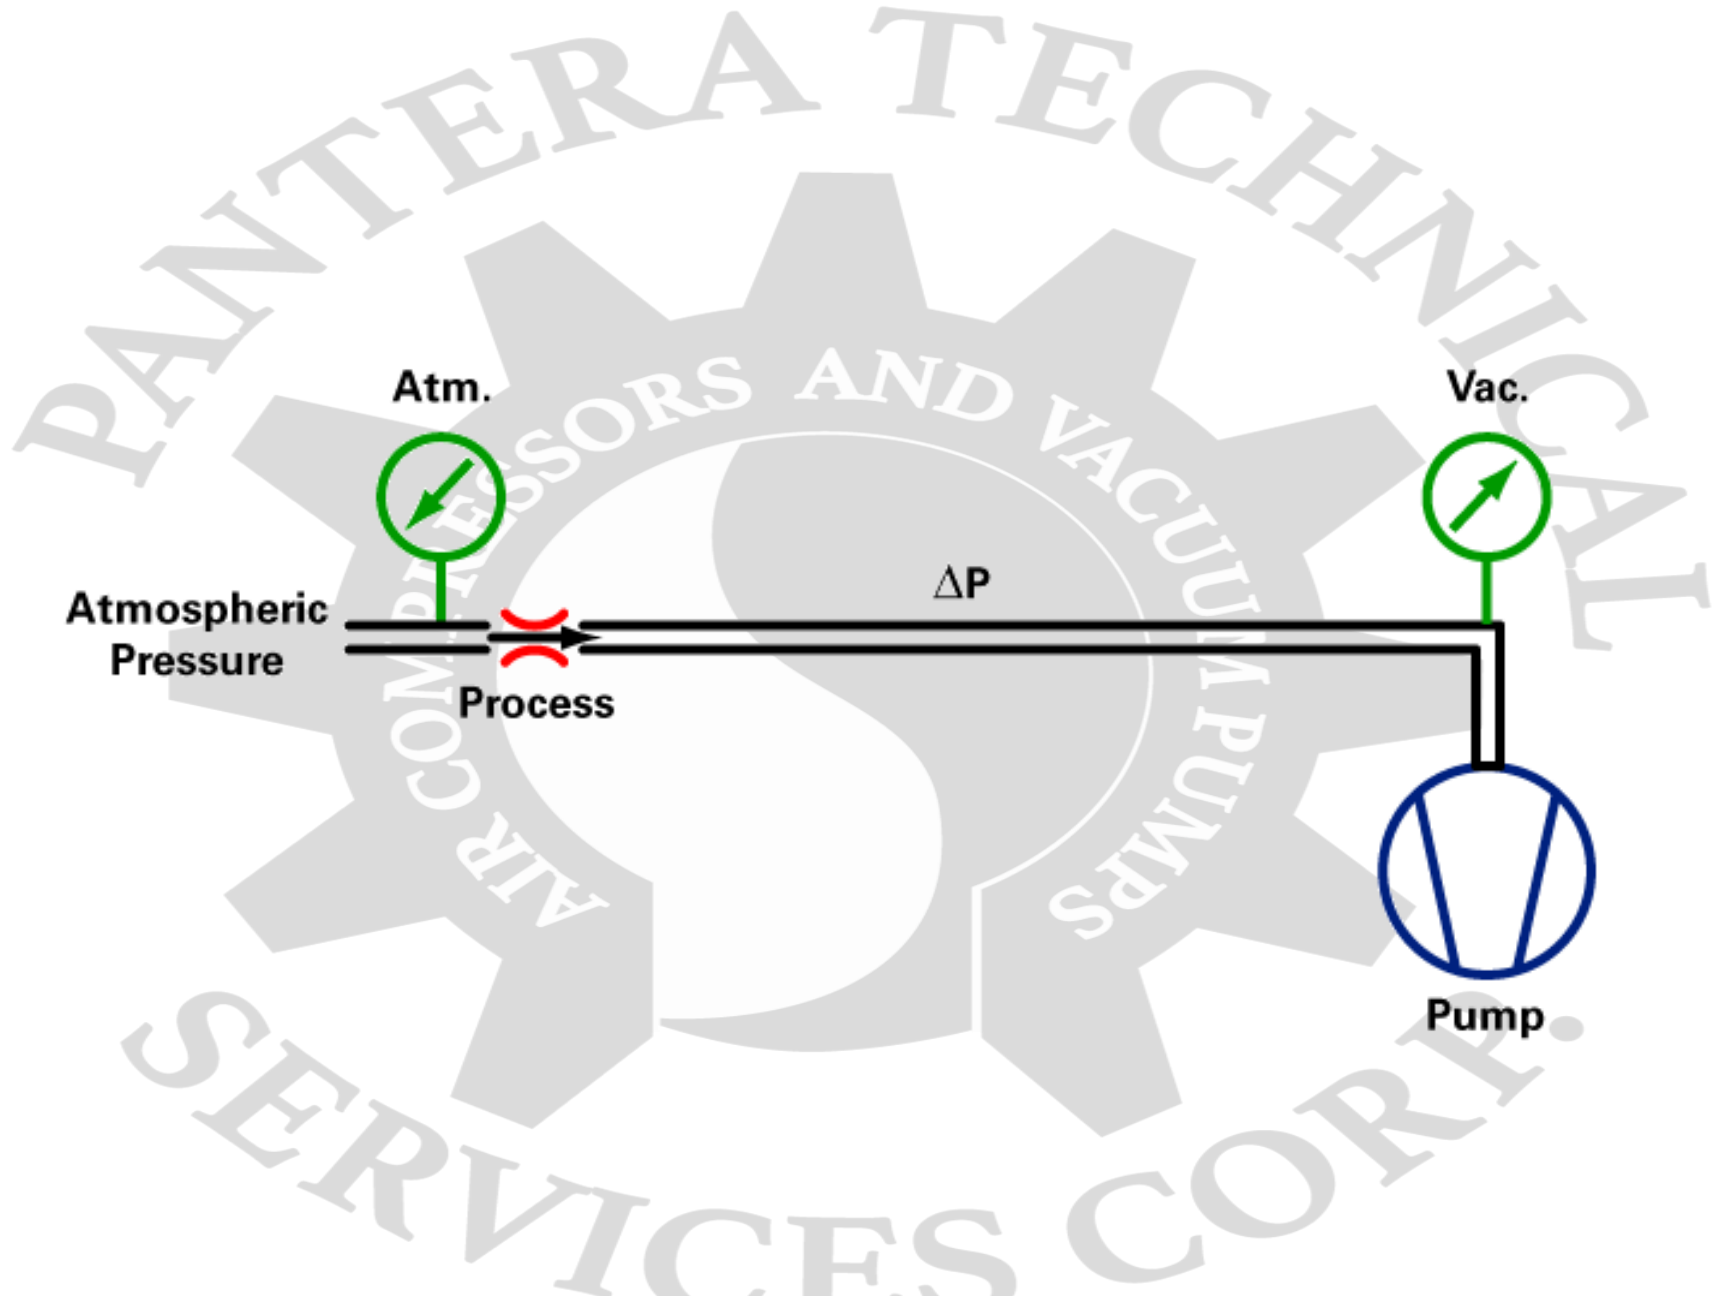 PANTERA TECHNICAL
AIR COMPRESSORS AND VACUUM PUMPS
Atm.
Vac.
ΔP
Atmospheric
Pressure
Process
Pump
SERVICES CORP.